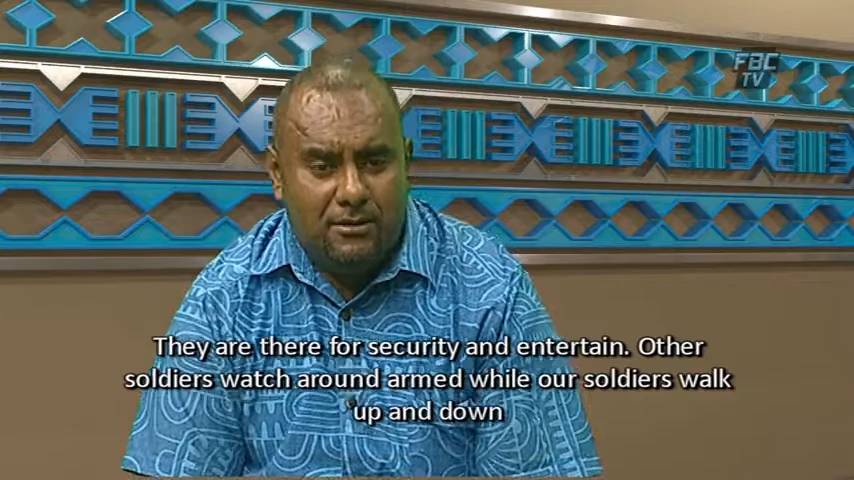 FBC
TV
They are there for security and entertain. Other
soldiers watch around armed while our soldiers walk
up and down